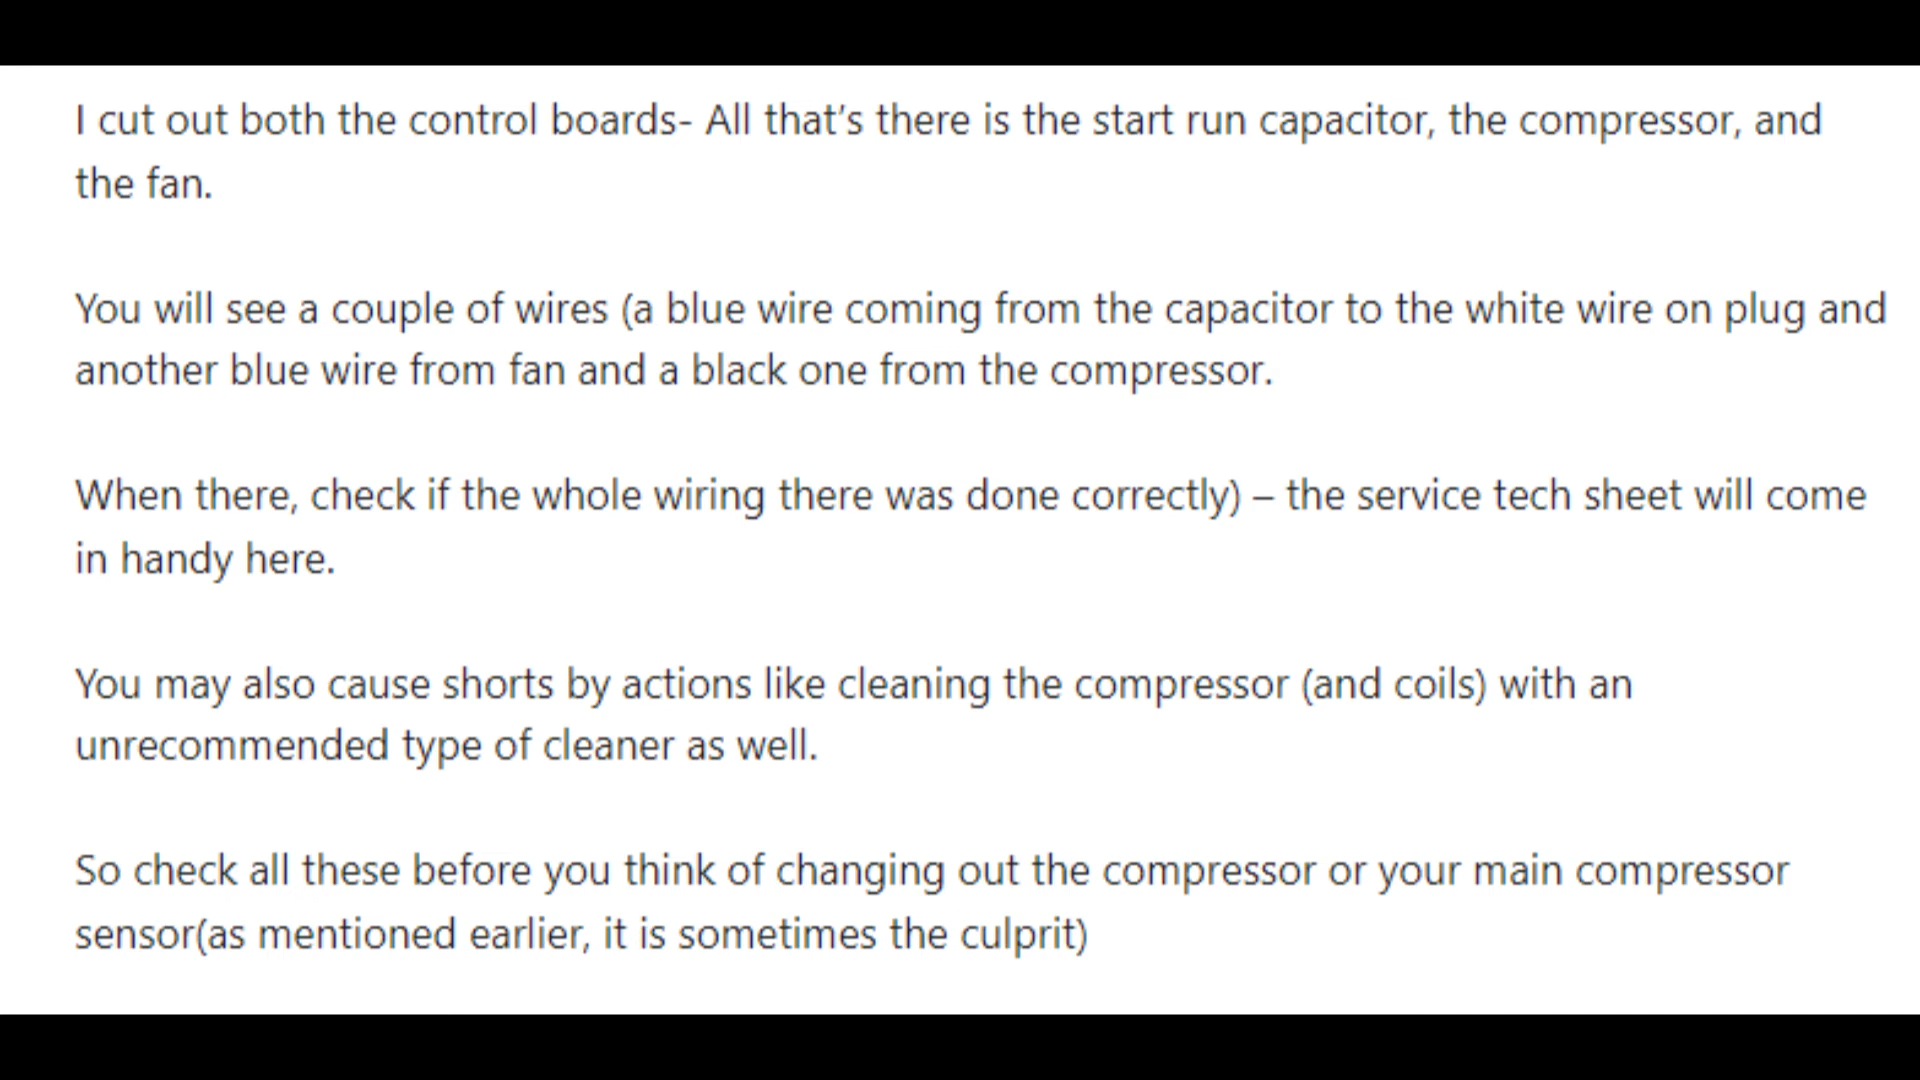 I cut out both the control boards- All that’s there is the start run capacitor, the compressor, and
the fan.
You will see a couple of wires (a blue wire coming from the capacitor to the white wire on plug and
another blue wire from fan and a black one from the compressor.
When there, check if the whole wiring there was done correctly) – the service tech sheet will come
in handy here.
You may also cause shorts by actions like cleaning the compressor (and coils) with an
unrecommended type of cleaner as well.
So check all these before you think of changing out the compressor or your main compressor
sensor(as mentioned earlier, it is sometimes the culprit)